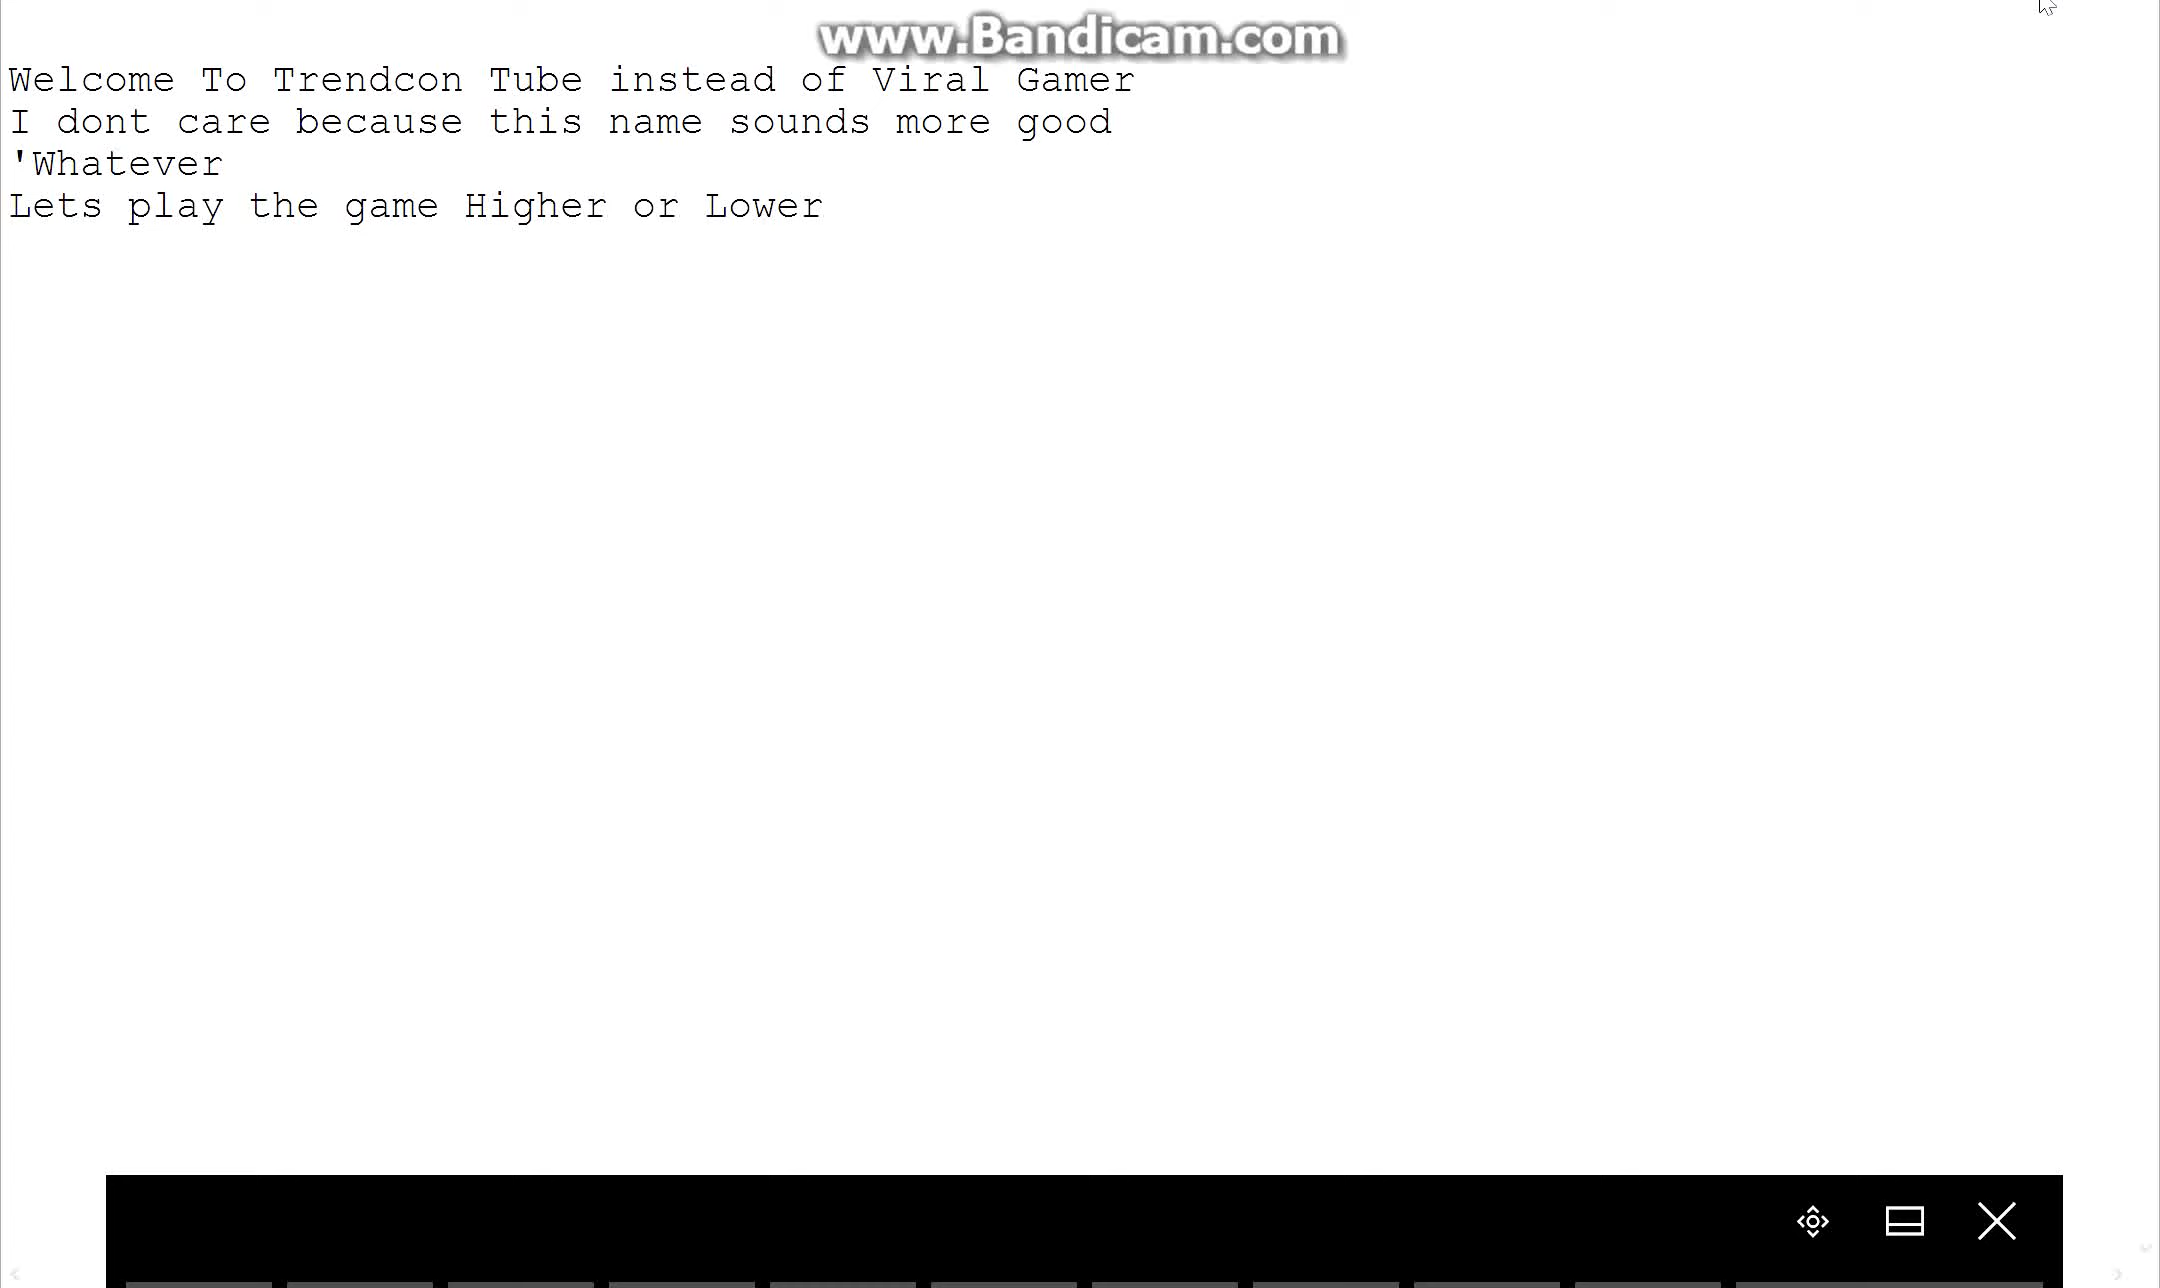 www.Bandicam.com
Welcome To Trendcon Tube instead of Viral Gamer
I dont care because this name sounds more good
'Whatever
Lets play the game Higher or Lower